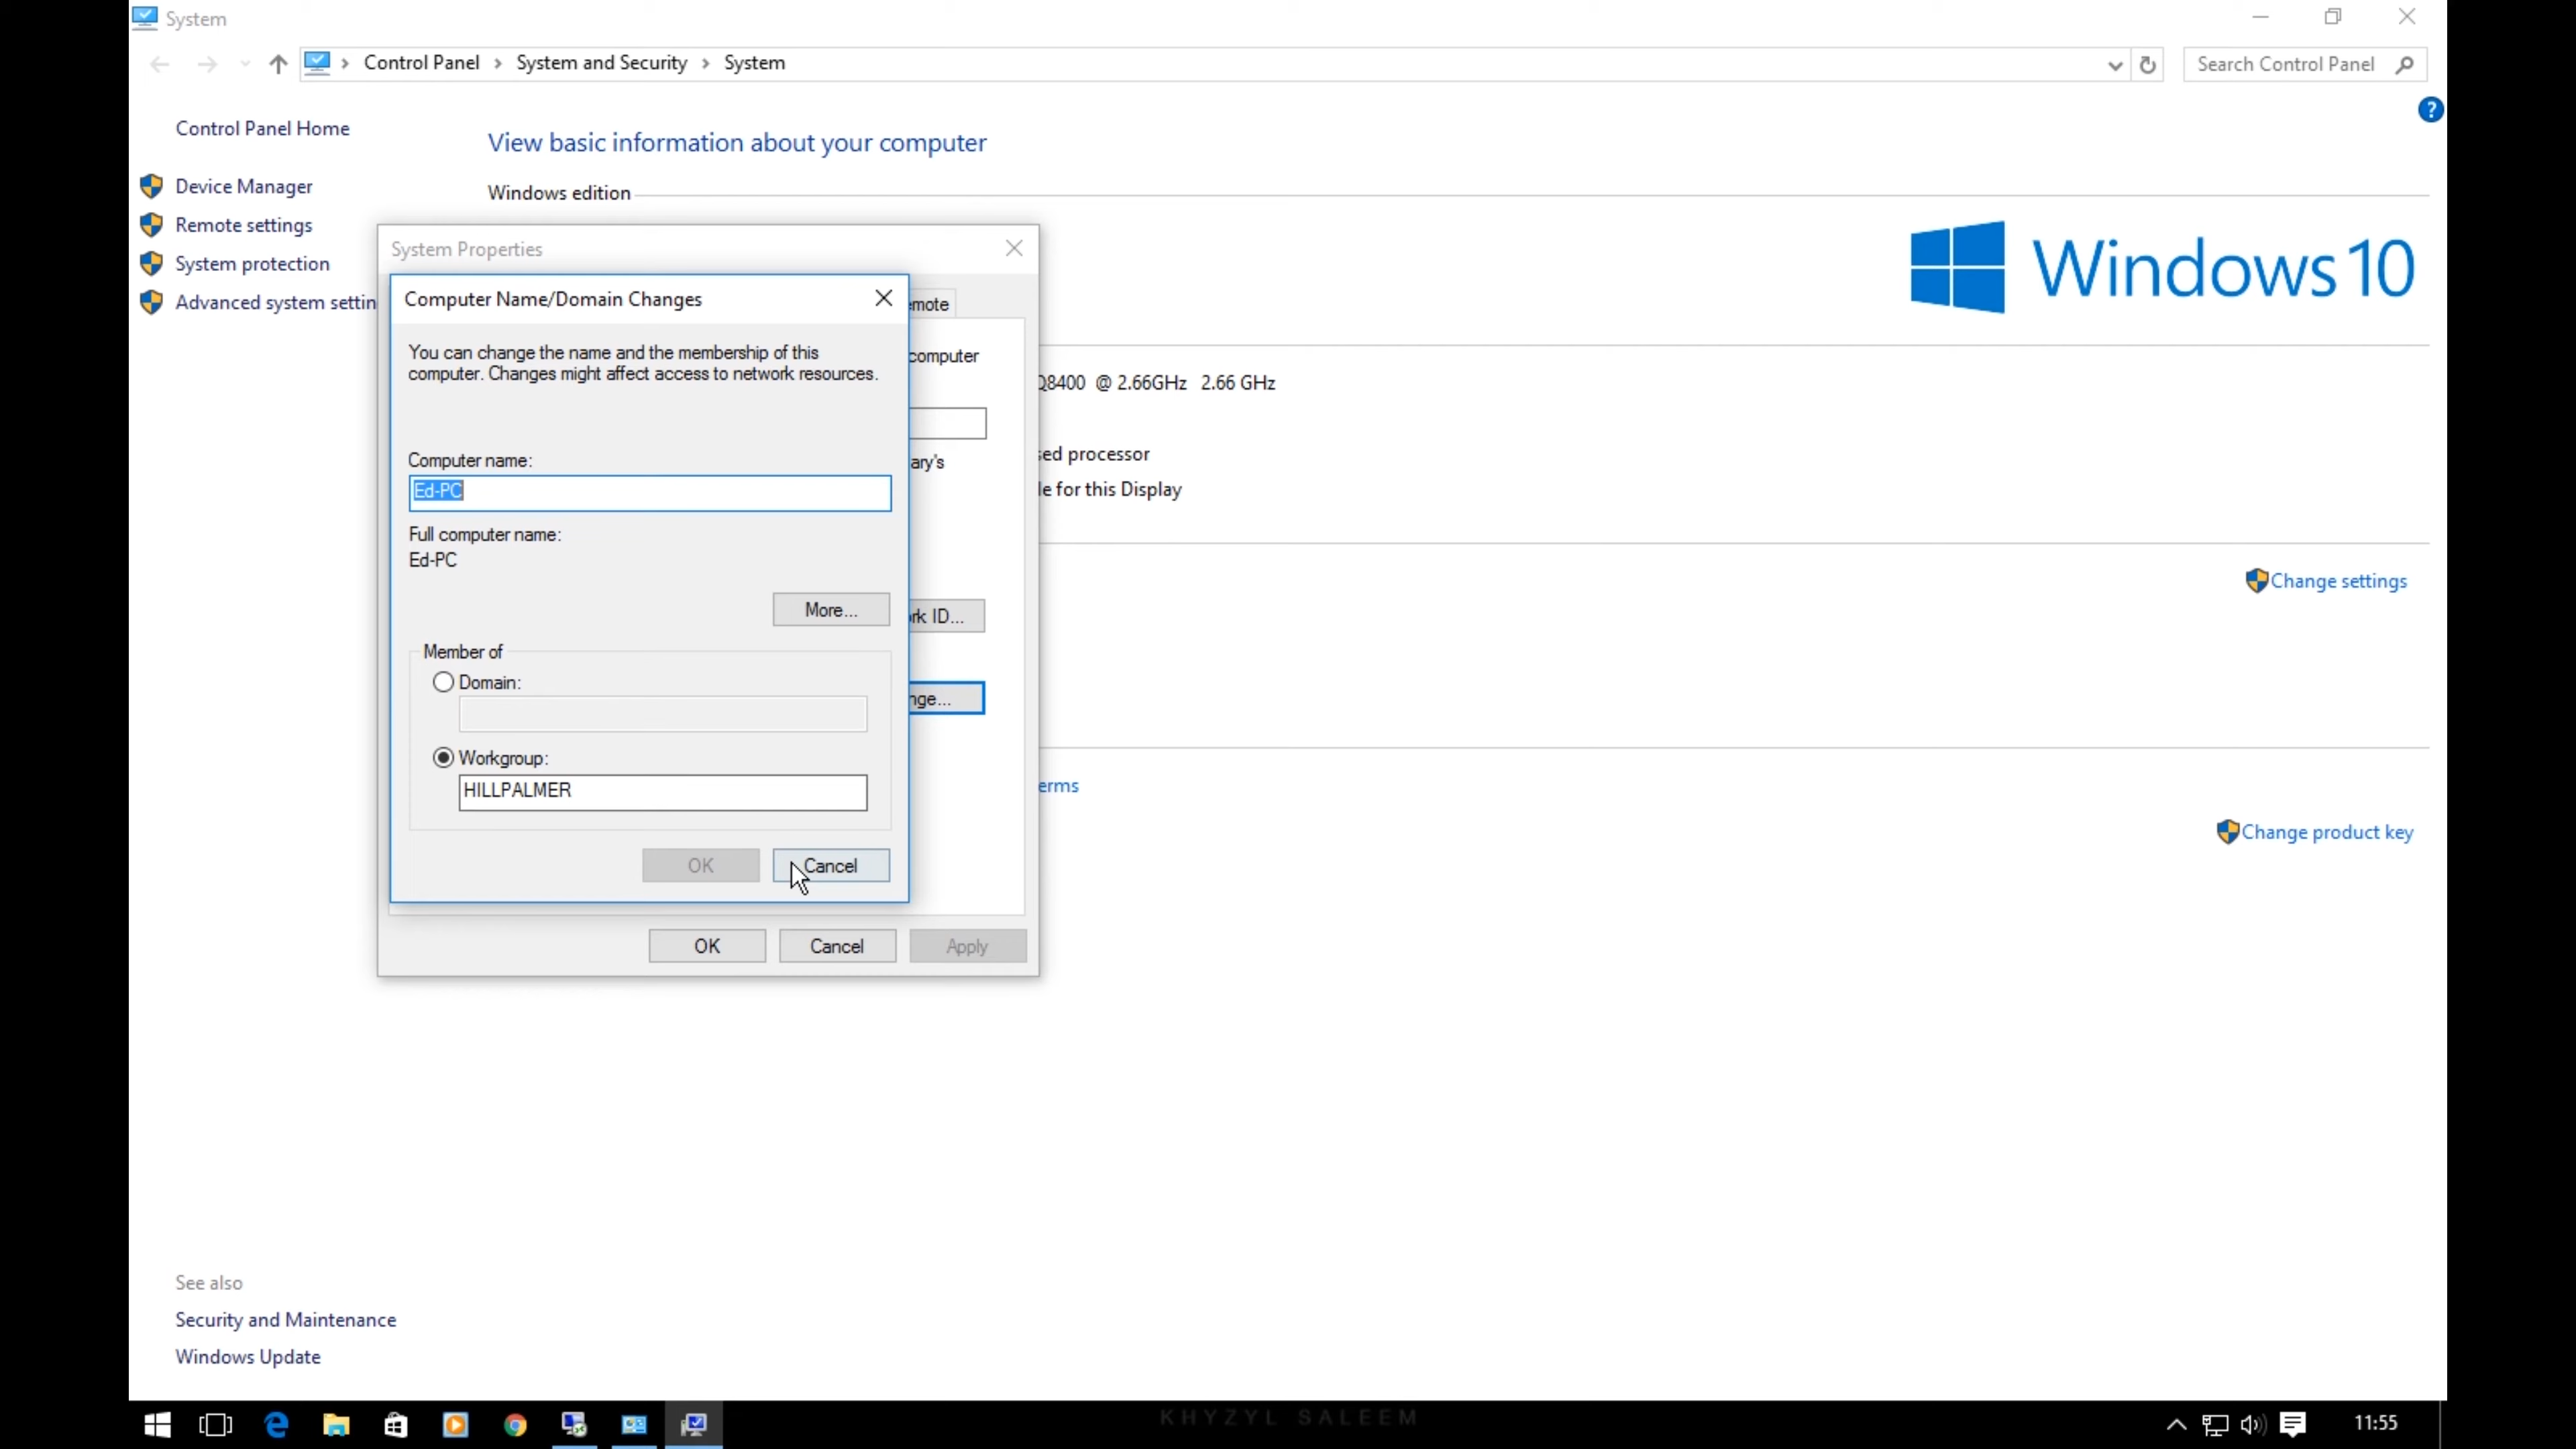 System
Control Panel > System and Security > System
Search Control Panel
?
Control Panel Home
Device Manager
Remote settings
System protection
Advanced system settin
See also
Security and Maintenance
Windows Update
View basic information about your computer
Windows edition
Windows 10
Q8400 @ 2.66GHz 2.66 GHz
sed processor
le for this Display
Change settings
erms
Change product key
System Properties
emote
computer
ary's
rk ID...
nge...
OK
Cancel
Apply
Computer Name/Domain Changes
You can change the name and the membership of this
computer. Changes might affect access to network resources.
Computer name:
Ed-PC
Full computer name:
Ed-PC
More...
Member of
Domain:
Workgroup:
HILLPALMER
OK
Cancel
KHYZYL SALEEM
11:55